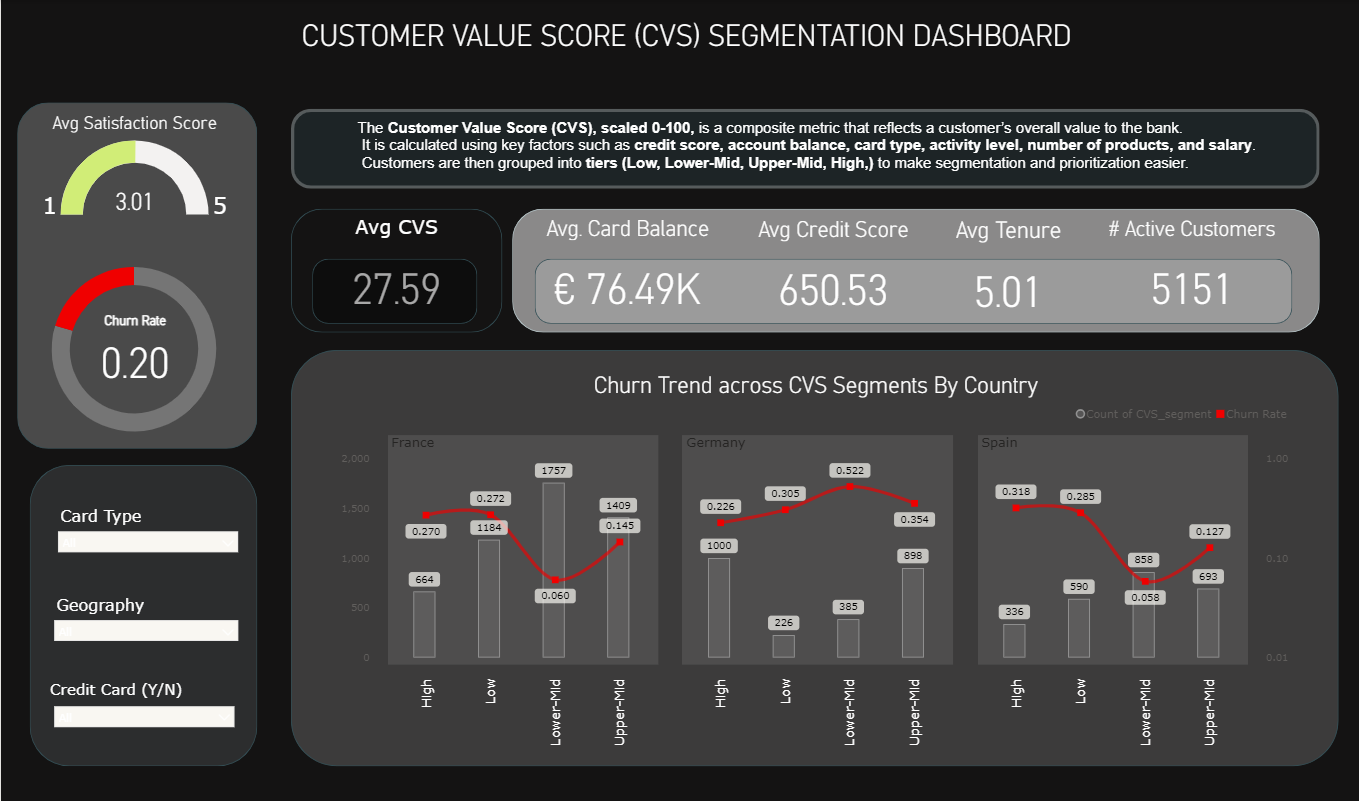 CUSTOMER VALUE SCORE (CVS) SEGMENTATION DASHBOARD
Avg Satisfaction Score
1
3.01
5
Churn Rate
0.20
Card Type
All
Geography
All
Credit Card (Y/N)
All
The Customer Value Score (CVS), scaled 0-100, is a composite metric that reflects a customer's overall value to the bank.
It is calculated using key factors such as credit score, account balance, card type, activity level, number of products, and salary.
Customers are then grouped into tiers (Low, Lower-Mid, Upper-Mid, High,) to make segmentation and prioritization easier.
Avg CVS
27.59
Avg. Card Balance
€ 76.49K
Avg Credit Score
650.53
Avg Tenure
5.01
# Active Customers
5151
Churn Trend across CVS Segments By Country
Count of CVS_segment
Churn Rate
2.000
1.500
1.000
500
0
France
0.270
664
0.272
1184
1757
0.060
1409
0.145
High
Low
Lower-Mid
Upper-Mid
Germany
0.226
1000
0.305
226
0.522
385
0.354
898
High
Low
Lower-Mid
Upper-Mid
Spain
0.318
336
0.285
590
858
0.058
0.127
693
High
Low
Lower-Mid
Upper-Mid
1.00
0.10
0.01